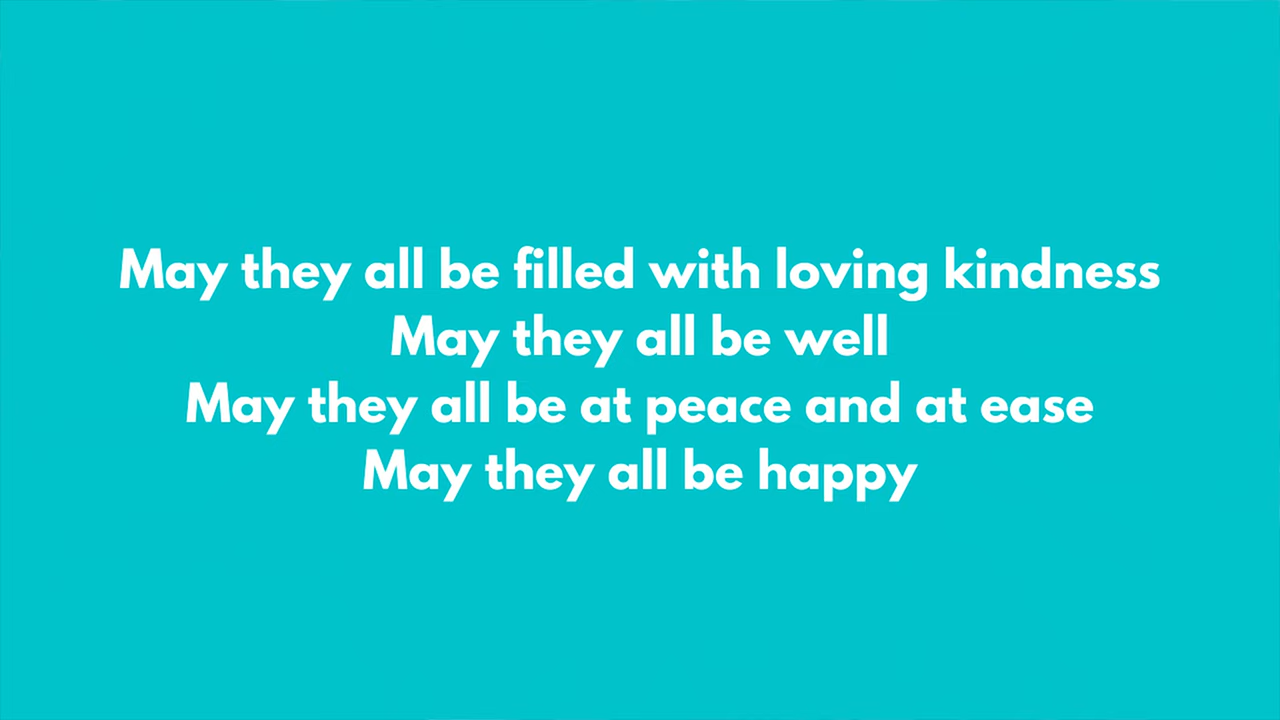 May they all be filled with loving kindness
May they all be well
May they all be at peace and at ease
May they all be happy